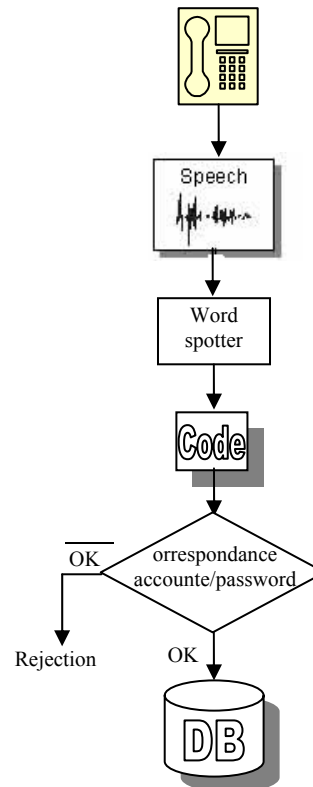 Speech
Word
spotter
Code
orrespondance
accounte/password
OK
Rejection
OK
DB